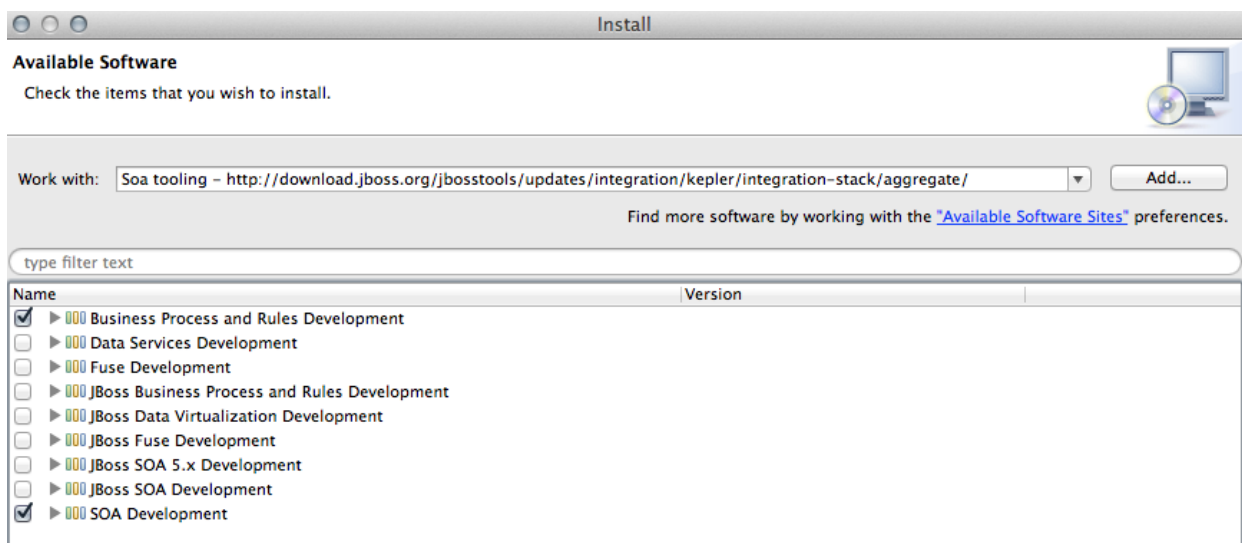 Install
Available Software
Check the items that you wish to install.
Work with: Soa tooling – http://download.jboss.org/jbosstools/updates/integration/kepler/integration-stack/aggregate/ Add...
Find more software by working with the "Available Software Sites" preferences.
type filter text
Name Version
Business Process and Rules Development
Data Services Development
Fuse Development
JBoss Business Process and Rules Development
JBoss Data Virtualization Development
JBoss Fuse Development
JBoss SOA 5.x Development
JBoss SOA Development
SOA Development